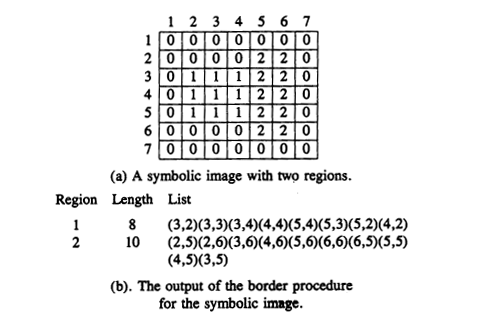 1 2 3 4 5 6 7
1 0 0 0 0 0 0 0
2 0 0 0 0 2 2 0
3 0 1 1 1 2 2 0
4 0 1 1 1 2 2 0
5 0 1 1 1 2 2 0
6 0 0 0 0 2 2 0
7 0 0 0 0 0 0 0
(a) A symbolic image with two regions.
Region Length List
1 8 (3,2)(3,3)(3,4)(4,4)(5,4)(5,3)(5,2)(4,2)
2 10 (2,5)(2,6)(3,6)(4,6)(5,6)(6,6)(6,5)(5,5)
(4,5)(3,5)
(b). The output of the border procedure
for the symbolic image.